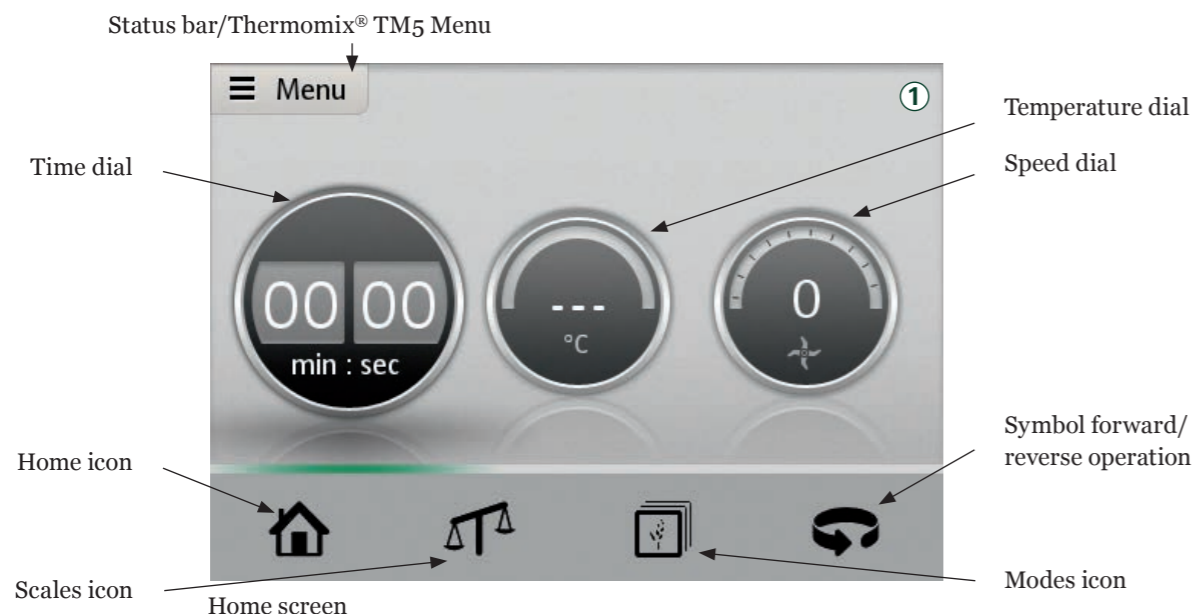 Status bar/Thermomix® TM5 Menu
Menu
1
Temperature dial
Time dial
Speed dial
00 00
min : sec
---
°C
0
Symbol forward/
reverse operation
Home icon
Scales icon
Modes icon
Home screen